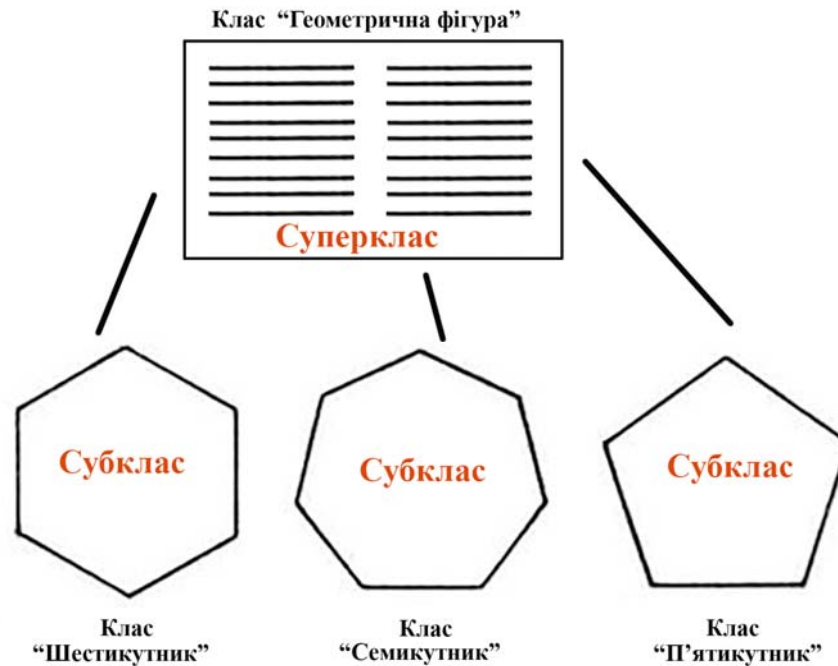 Клас “Геометрична фігура”
Суперклас
Субклас
Субклас
Субклас
Клас
“Шестикутник”
Клас
“Семикутник”
Клас
“П’ятикутник”